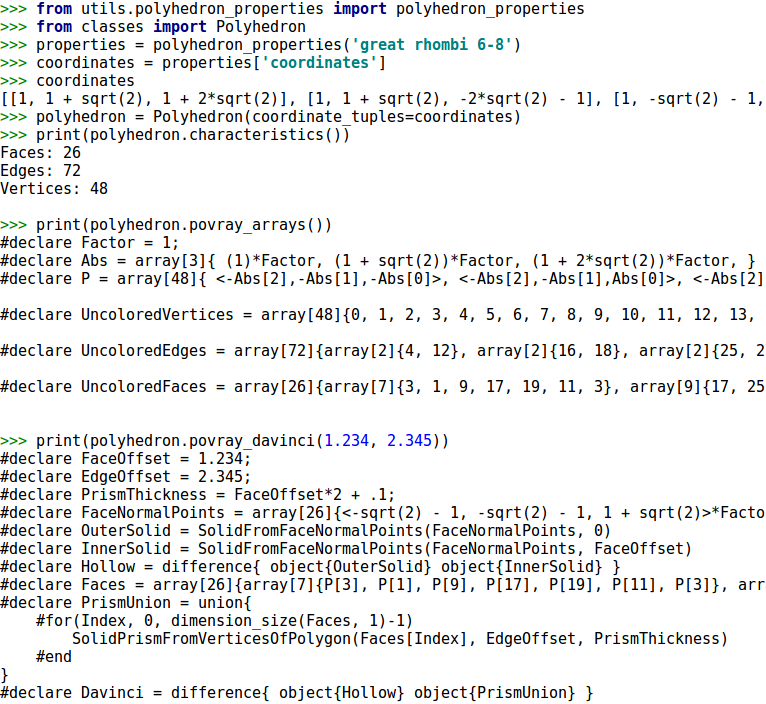 >>> from utils.polyhedron_properties import polyhedron_properties
>>> from classes import Polyhedron
>>> properties = polyhedron_properties('great rhombi 6-8')
>>> coordinates = properties['coordinates']
>>> coordinates
[[1, 1 + sqrt(2), 1 + 2*sqrt(2)], [1, 1 + sqrt(2), -2*sqrt(2) - 1], [1, -sqrt(2) - 1,
>>> polyhedron = Polyhedron(coordinate_tuples=coordinates)
>>> print(polyhedron.characteristics())
Faces: 26
Edges: 72
Vertices: 48
>>> print(polyhedron.povray_arrays())
#declare Factor = 1;
#declare Abs = array[3]{ (1)*Factor, (1 + sqrt(2))*Factor, (1 + 2*sqrt(2))*Factor, }
#declare P = array[48]{ <-Abs[2],-Abs[1],-Abs[0]>, <-Abs[2],-Abs[1],Abs[0]>, <-Abs[2]
#declare UncoloredVertices = array[48]{0, 1, 2, 3, 4, 5, 6, 7, 8, 9, 10, 11, 12, 13,
#declare UncoloredEdges = array[72]{array[2]{4, 12}, array[2]{16, 18}, array[2]{25, 2
#declare UncoloredFaces = array[26]{array[7]{3, 1, 9, 17, 19, 11, 3}, array[9]{17, 25
>>> print(polyhedron.povray_davinci(1.234, 2.345))
#declare FaceOffset = 1.234;
#declare EdgeOffset = 2.345;
#declare PrismThickness = FaceOffset*2 + .1;
#declare FaceNormalPoints = array[26]{<-sqrt(2) - 1, -sqrt(2) - 1, 1 + sqrt(2)>*Facto
#declare OuterSolid = SolidFromFaceNormalPoints(FaceNormalPoints, 0)
#declare InnerSolid = SolidFromFaceNormalPoints(FaceNormalPoints, FaceOffset)
#declare Hollow = difference{ object{OuterSolid} object{InnerSolid} }
#declare Faces = array[26]{array[7]{P[3], P[1], P[9], P[17], P[19], P[11], P[3]}, arr
#declare PrismUnion = union{
    #for(Index, 0, dimension_size(Faces, 1)-1)
        SolidPrismFromVerticesOfPolygon(Faces[Index], EdgeOffset, PrismThickness)
    #end
}
#declare Davinci = difference{ object{Hollow} object{PrismUnion} }